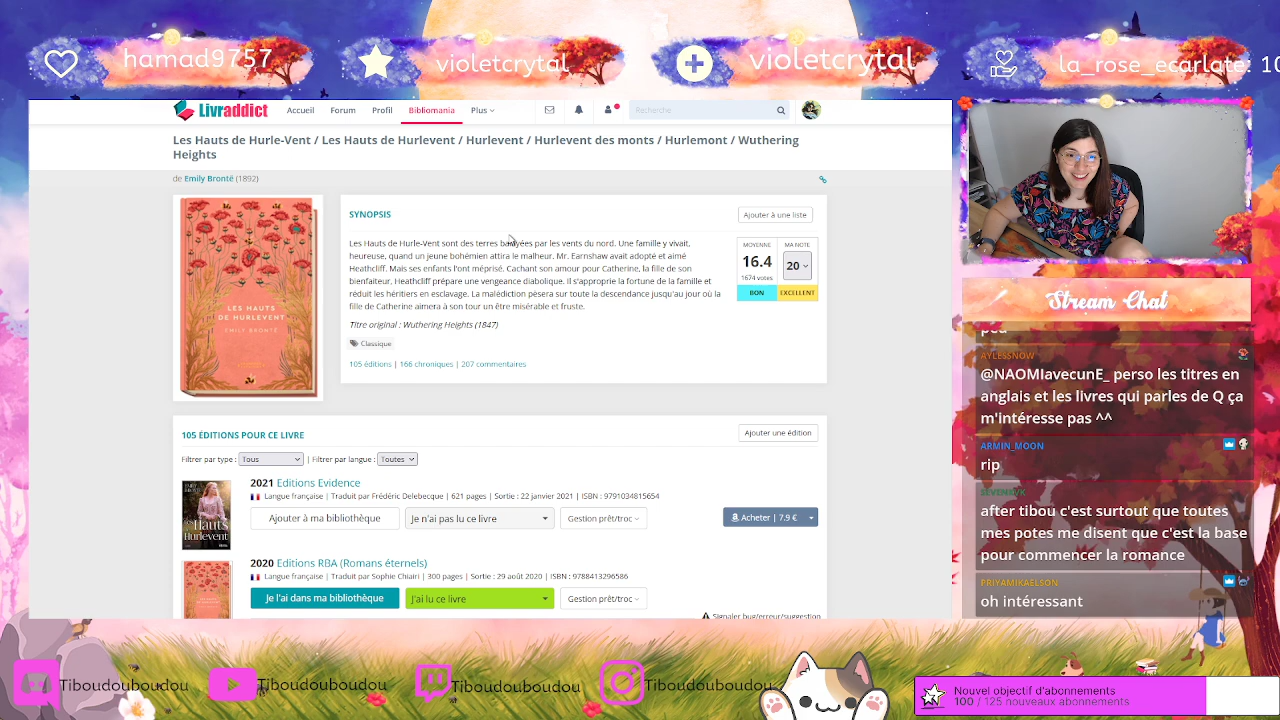 hamad9757
violetcrytal
violetcrytal
la_rose_ecarlate: 10
Livraddict
Accueil
Forum
Profil
Bibliomania
Plus
Recherche
Les Hauts de Hurle-Vent / Les Hauts de Hurlevent / Hurlevent / Hurlevent des monts / Hurlemont / Wuthering
Heights
de Emily Brontë (1892)
LES HAUTS
DE HURLEVENT
EMILY BRONTË
SYNOPSIS
Ajouter à une liste
Les Hauts de Hurle-Vent sont des terres balayées par les vents du nord. Une famille y vivait,
heureuse, quand un jeune bohémien attira le malheur. Mr. Earnshaw avait adopté et aimé
Heathcliff. Mais ses enfants l'ont méprisé. Cachant son amour pour Catherine, la fille de son
bienfaiteur, Heathcliff prépare une vengeance diabolique. Il s'approprie la fortune de la famille et
réduit les héritiers en esclavage. La malédiction pèsera sur toute la descendance jusqu'au jour où la
fille de Catherine aimera à son tour un être misérable et fruste.
Titre original : Wuthering Heights (1847)
Classique
105 éditions | 166 chroniques | 207 commentaires
MOYENNE
16.4
1674 votes
BON
MA NOTE
20
EXCELLENT
105 ÉDITIONS POUR CE LIVRE
Ajouter une édition
Filtrer par type : Tous | Filtrer par langue : Toutes
Hauts
Hurlevent
2021 Editions Evidence
Langue française | Traduit par Frédéric Delebecque | 621 pages | Sortie : 22 janvier 2021 | ISBN : 9791034815654
Ajouter à ma bibliothèque
Je n'ai pas lu ce livre
Gestion prêt/troc
Acheter | 7.9 €
2020 Editions RBA (Romans éternels)
Langue française | Traduit par Sophie Chiairi | 300 pages | Sortie : 29 août 2020 | ISBN : 9788413296586
Je l'ai dans ma bibliothèque
J'ai lu ce livre
Gestion prêt/troc
Signaler bug/erreur/suggestion
Stream Chat
peu
AYLESSNOW
@NAOMIavecunE_ perso les titres en
anglais et les livres qui parles de Q ça
m'intéresse pas ^^
ARMIN_MOON
rip
after tibou c'est surtout que toutes
mes potes me disent que c'est la base
pour commencer la romance
PRIYAMIKAELSON
oh intéressant
Tiboudouboudou
Tiboudouboudou
Tiboudouboudou
Tiboudouboudou
Nouvel objectif d'abonnements
100 / 125 nouveaux abonnements